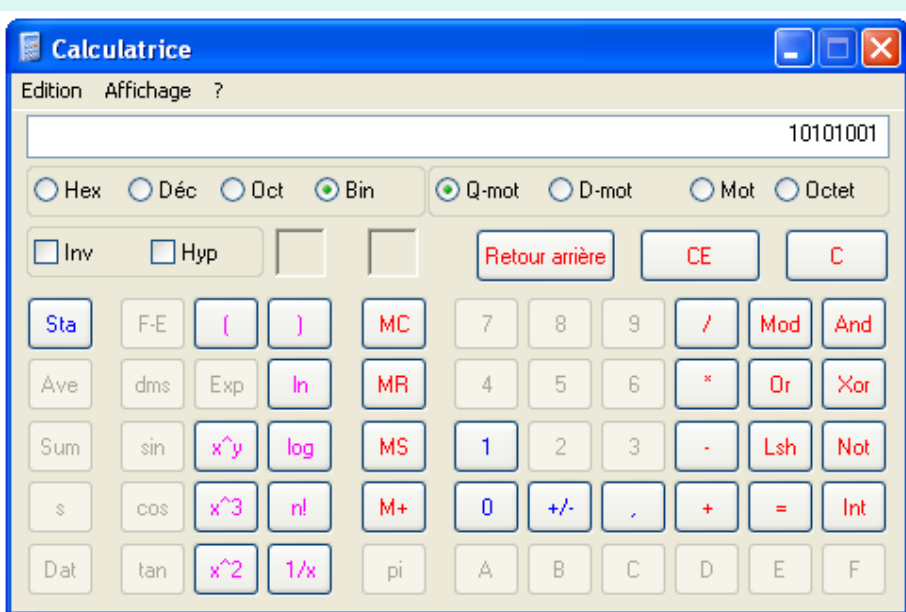 Calculatrice
Edition Affichage ?
10101001
Hex Déc Oct Bin Q-mot D-mot Mot Octet
Inv Hyp Retour arrière CE C
Sta F-E ( ) MC 7 8 9 / Mod And
Ave dms Exp ln MR 4 5 6 * Or Xor
Sum sin x^y log MS 1 2 3 - Lsh Not
s cos x^3 n! M+ 0 +/- , + = Int
Dat tan x^2 1/x pi A B C D E F